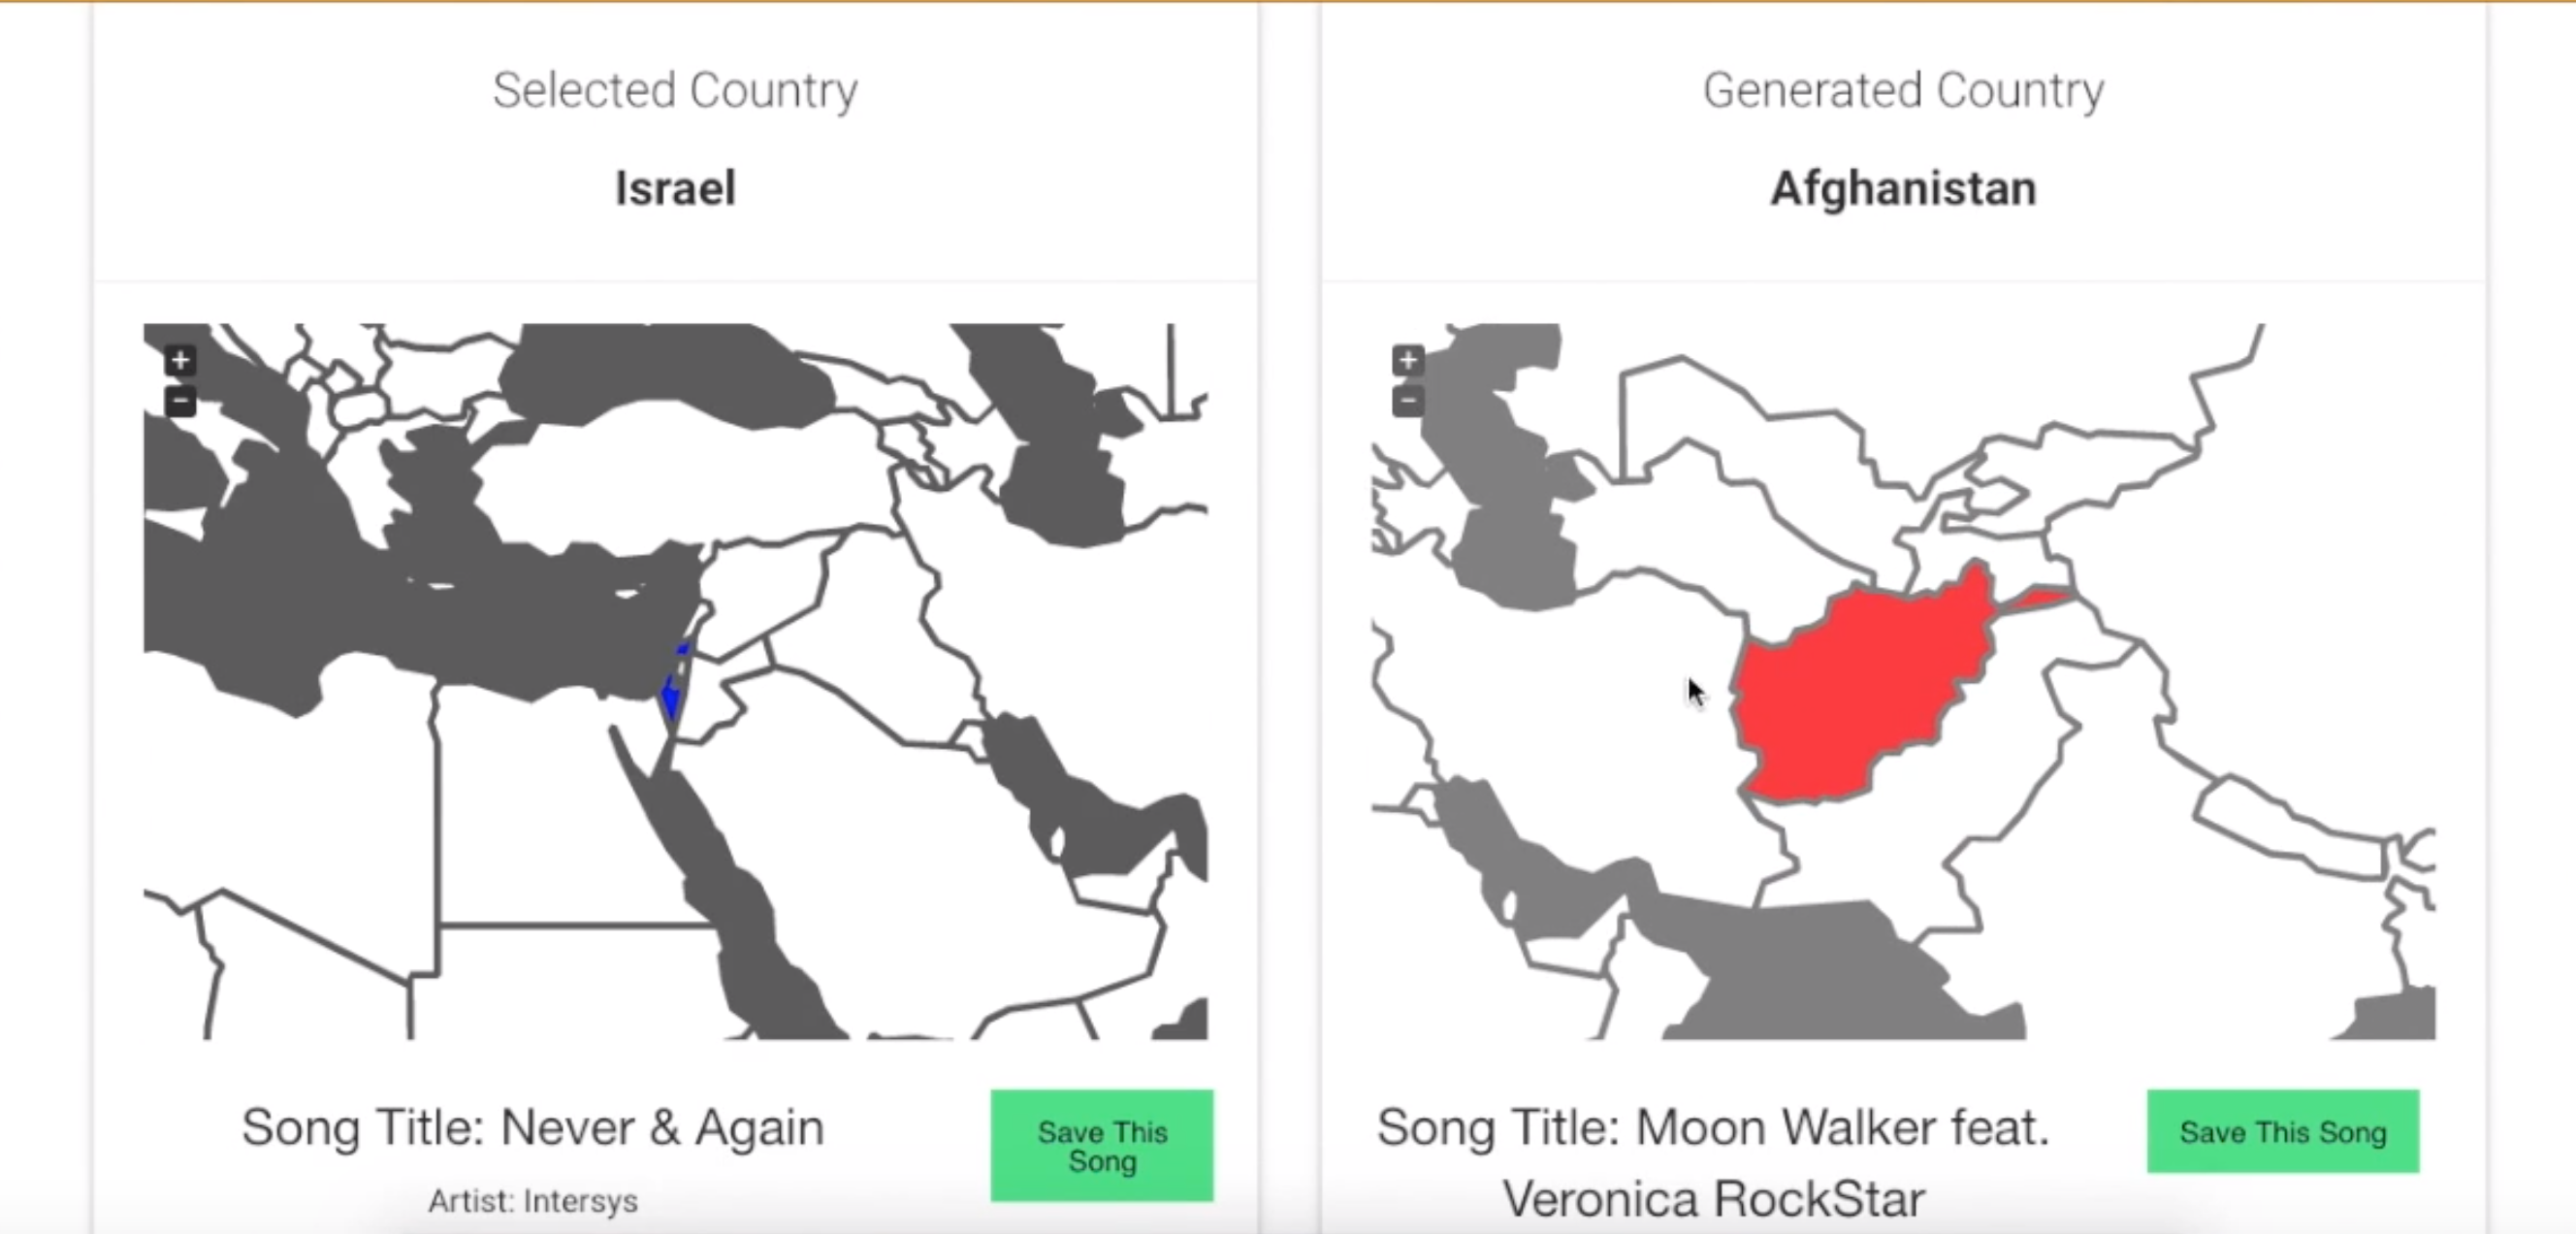 Selected Country
Israel
+
-
Song Title: Never & Again
Artist: Intersys
Save This
Song
Generated Country
Afghanistan
+
-
Song Title: Moon Walker feat.
Veronica RockStar
Save This Song